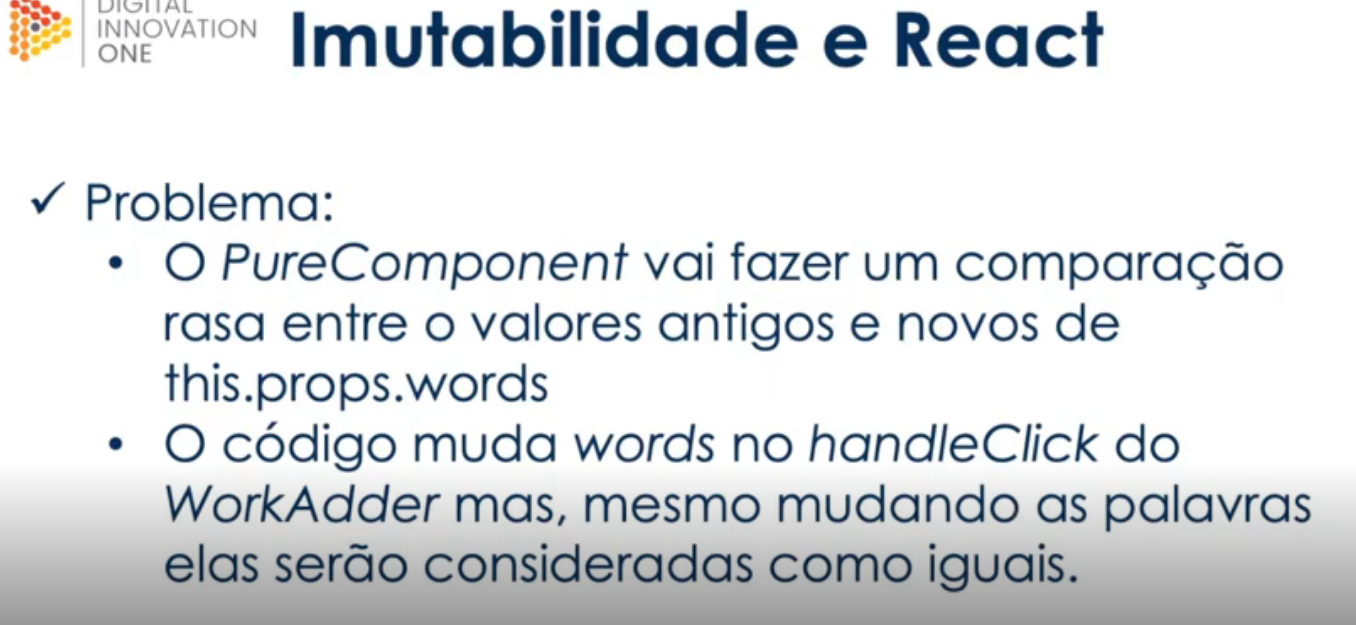 DIGITAL
INNOVATION
ONE
Imutabilidade e React
✓ Problema:
• O PureComponent vai fazer um comparação
rasa entre o valores antigos e novos de
this.props.words
• O código muda words no handleClick do
WorkAdder mas, mesmo mudando as palavras
elas serão consideradas como iguais.